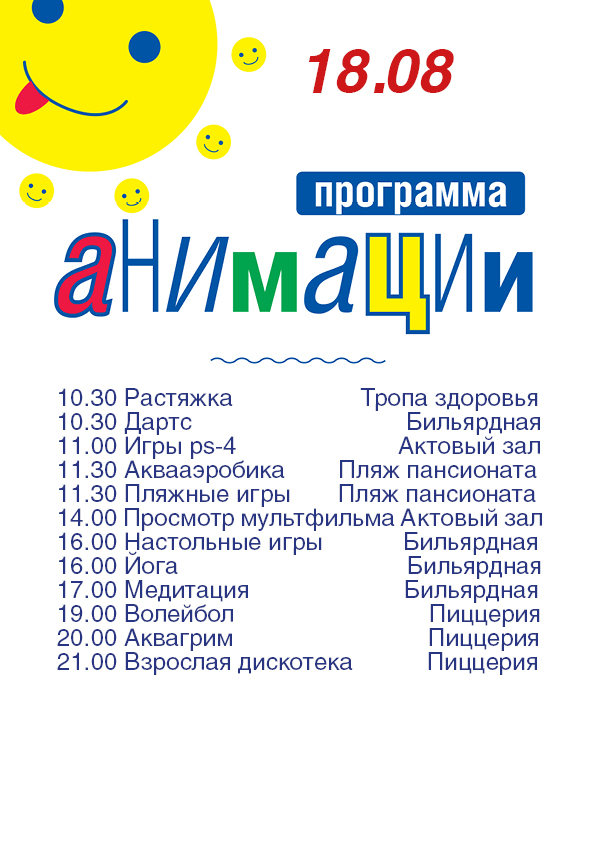 18.08
программа
анимации
10.30 Растяжка Тропа здоровья
10.30 Дартс Бильярдная
11.00 Игры ps-4 Актовый зал
11.30 Аквааэробика Пляж пансионата
11.30 Пляжные игры Пляж пансионата
14.00 Просмотр мультфильма Актовый зал
16.00 Настольные игры Бильярдная
16.00 Йога Бильярдная
17.00 Медитация Бильярдная
19.00 Волейбол Пиццерия
20.00 Аквагрим Пиццерия
21.00 Взрослая дискотека Пиццерия